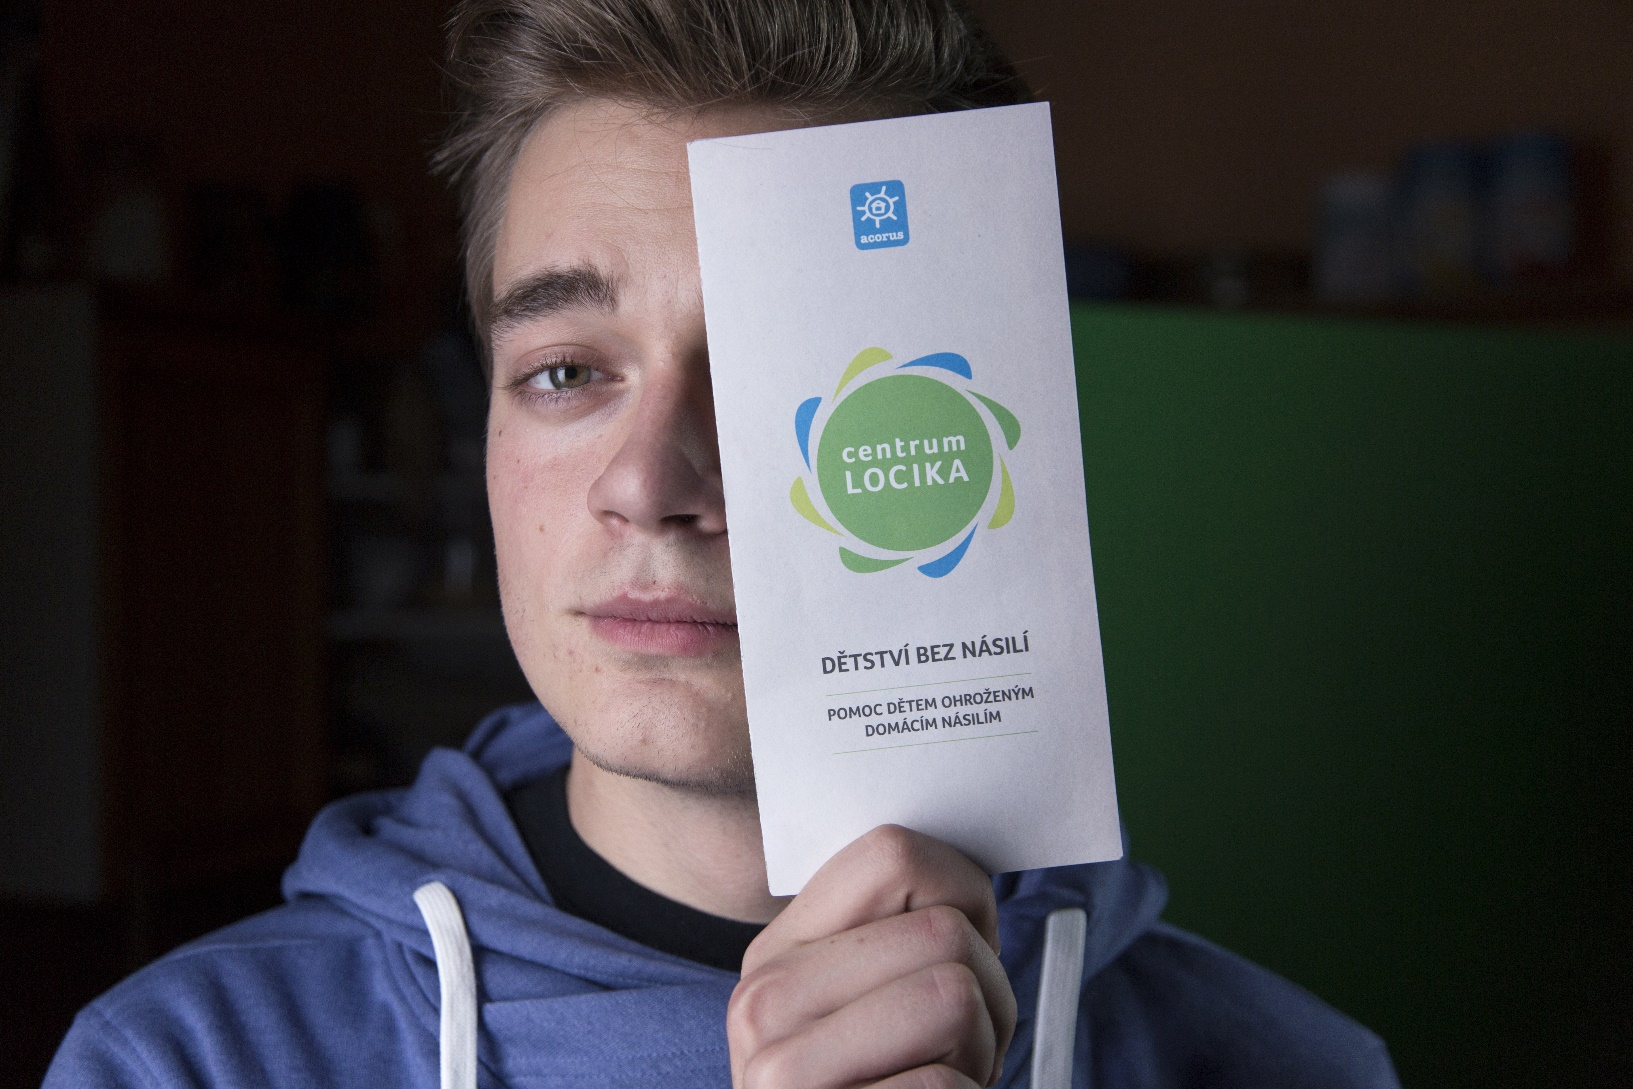 acorus
centrum
LOCIKA
DĚTSTVÍ BEZ NÁSILÍ
POMOC DĚTEM OHROŽENÝM
DOMÁCÍM NÁSILÍM